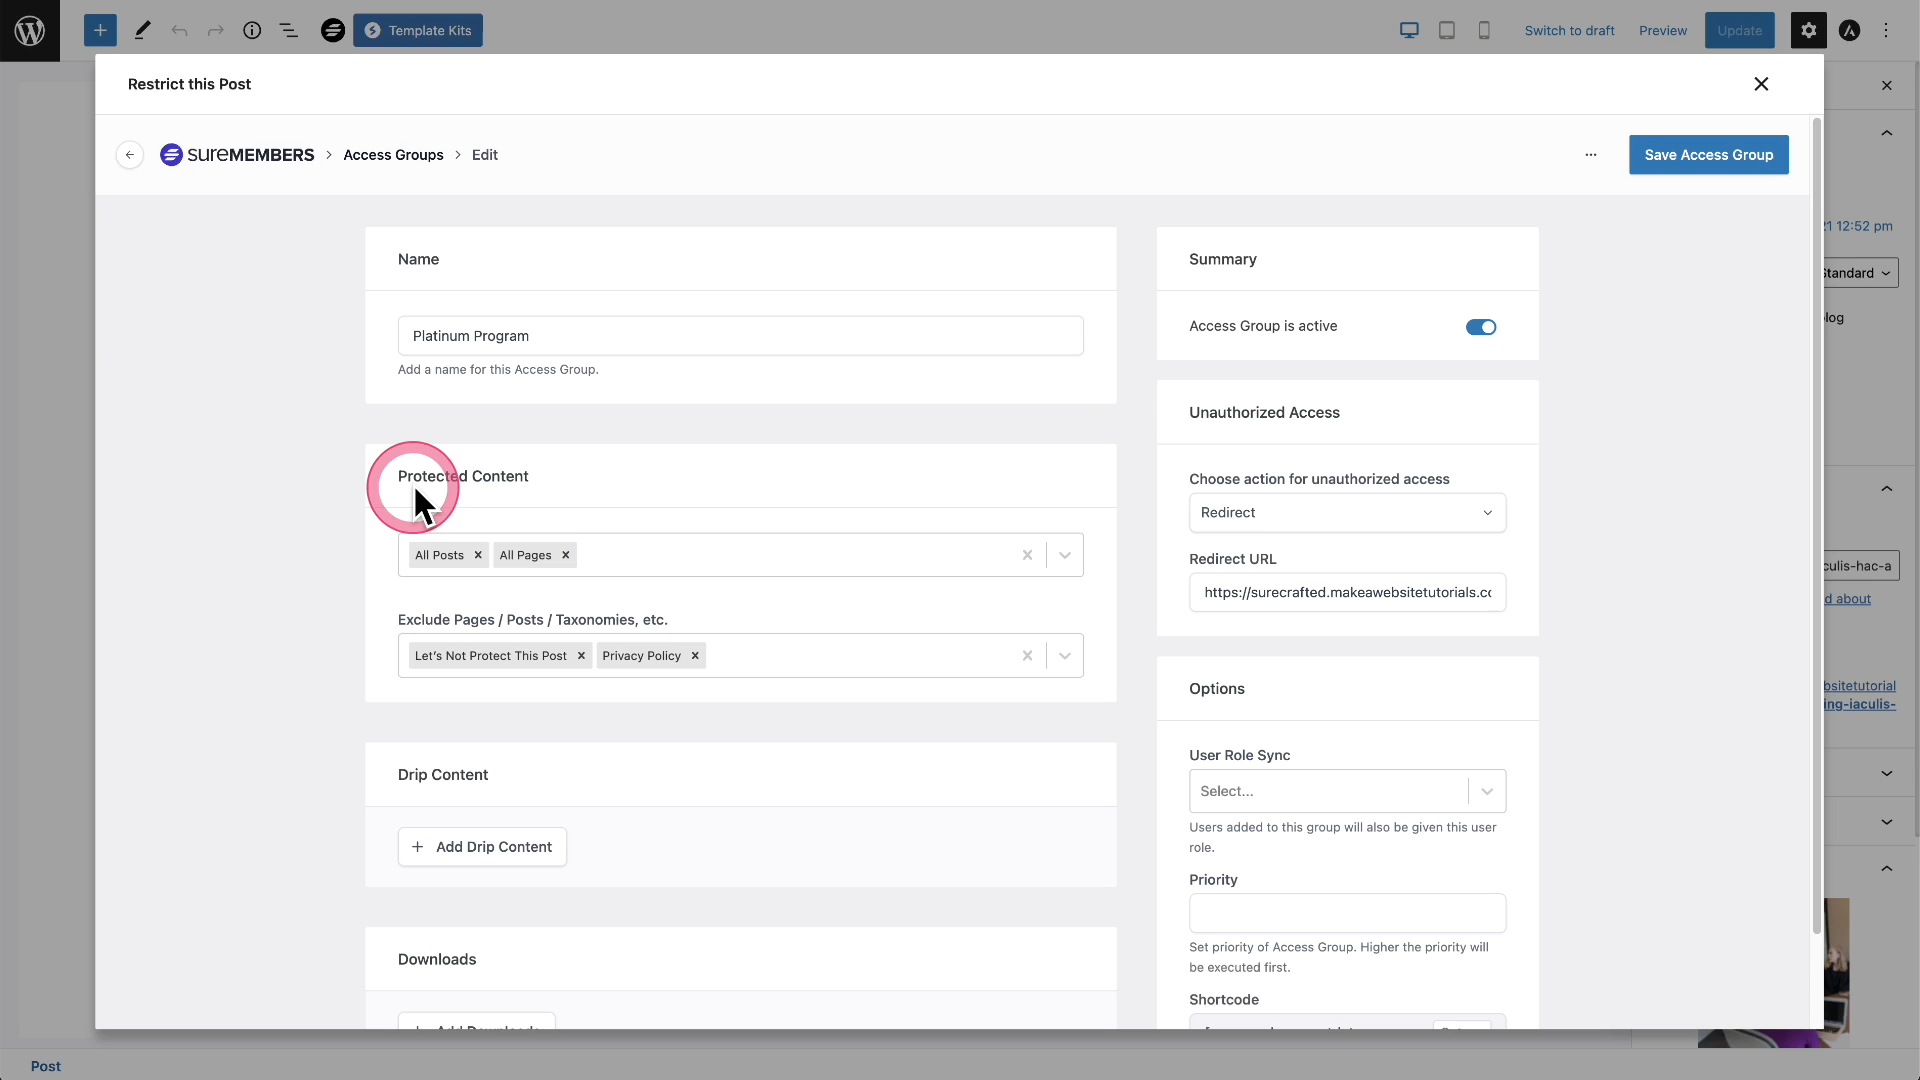 Template Kits
Switch to draft
Preview
Update
Restrict this Post
sureMEMBERS
Access Groups
Edit
Save Access Group
21 12:52 pm
Standard
Name
Platinum Program
Add a name for this Access Group.
Summary
Access Group is active
Protected Content
All Posts
All Pages
Exclude Pages / Posts / Taxonomies, etc.
Let's Not Protect This Post
Privacy Policy
Unauthorized Access
Choose action for unauthorized access
Redirect
Redirect URL
https://surecrafted.makeawebsitetutorials.cc
culis-hac-a
d about
bsitetutorial
ing-iaculis-
Drip Content
+ Add Drip Content
Options
User Role Sync
Select...
Users added to this group will also be given this user
role.
Priority
Set priority of Access Group. Higher the priority will
be executed first.
Shortcode
Downloads
Post